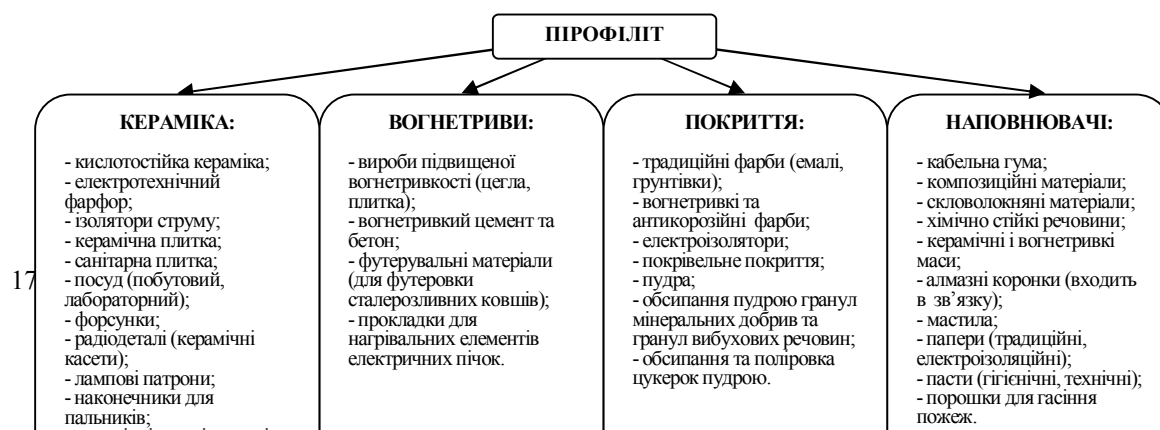 ПІРОФІЛІТ
КЕРАМІКА:
- кислотостійка кераміка;
- електротехнічний
фарфор;
- ізолятори струму;
- керамічна плитка;
- санітарна плитка;
- посуд (побутовий,
лабораторний);
- форсунки;
- радіодеталі (керамічні
касети);
- лампові патрони;
- наконечники для
пальників;
ВОГНЕТРИВИ:
- вироби підвищеної
вогнетривкості (цегла,
плитка);
- вогнетривкий цемент та
бетон;
- футерувальні матеріали
(для футеровки
сталерозливних ковшів);
- прокладки для
нагрівальних елементів
електричних пічок.
ПОКРИТТЯ:
- традиційні фарби (емалі,
грунтівки);
- вогнетривкі та
антикорозійні фарби;
- електроізолятори;
- покрівельне покриття;
- пудра;
- обсипання пудрою гранул
мінеральних добрив та
гранул вибухових речовин;
- обсипання та поліровка
цукерок пудрою.
НАПОВНЮВАЧІ:
- кабельна гума;
- композиційні матеріали;
- скловолокняні матеріали;
- хімічно стійкі речовини;
- керамічні і вогнетривкі
маси;
- алмазні коронки (входить
в зв’язку);
- мастила;
- папери (традиційні,
електроізоляційні);
- пасти (гігієнічні, технічні);
- порошки для гасіння
пожеж.
17